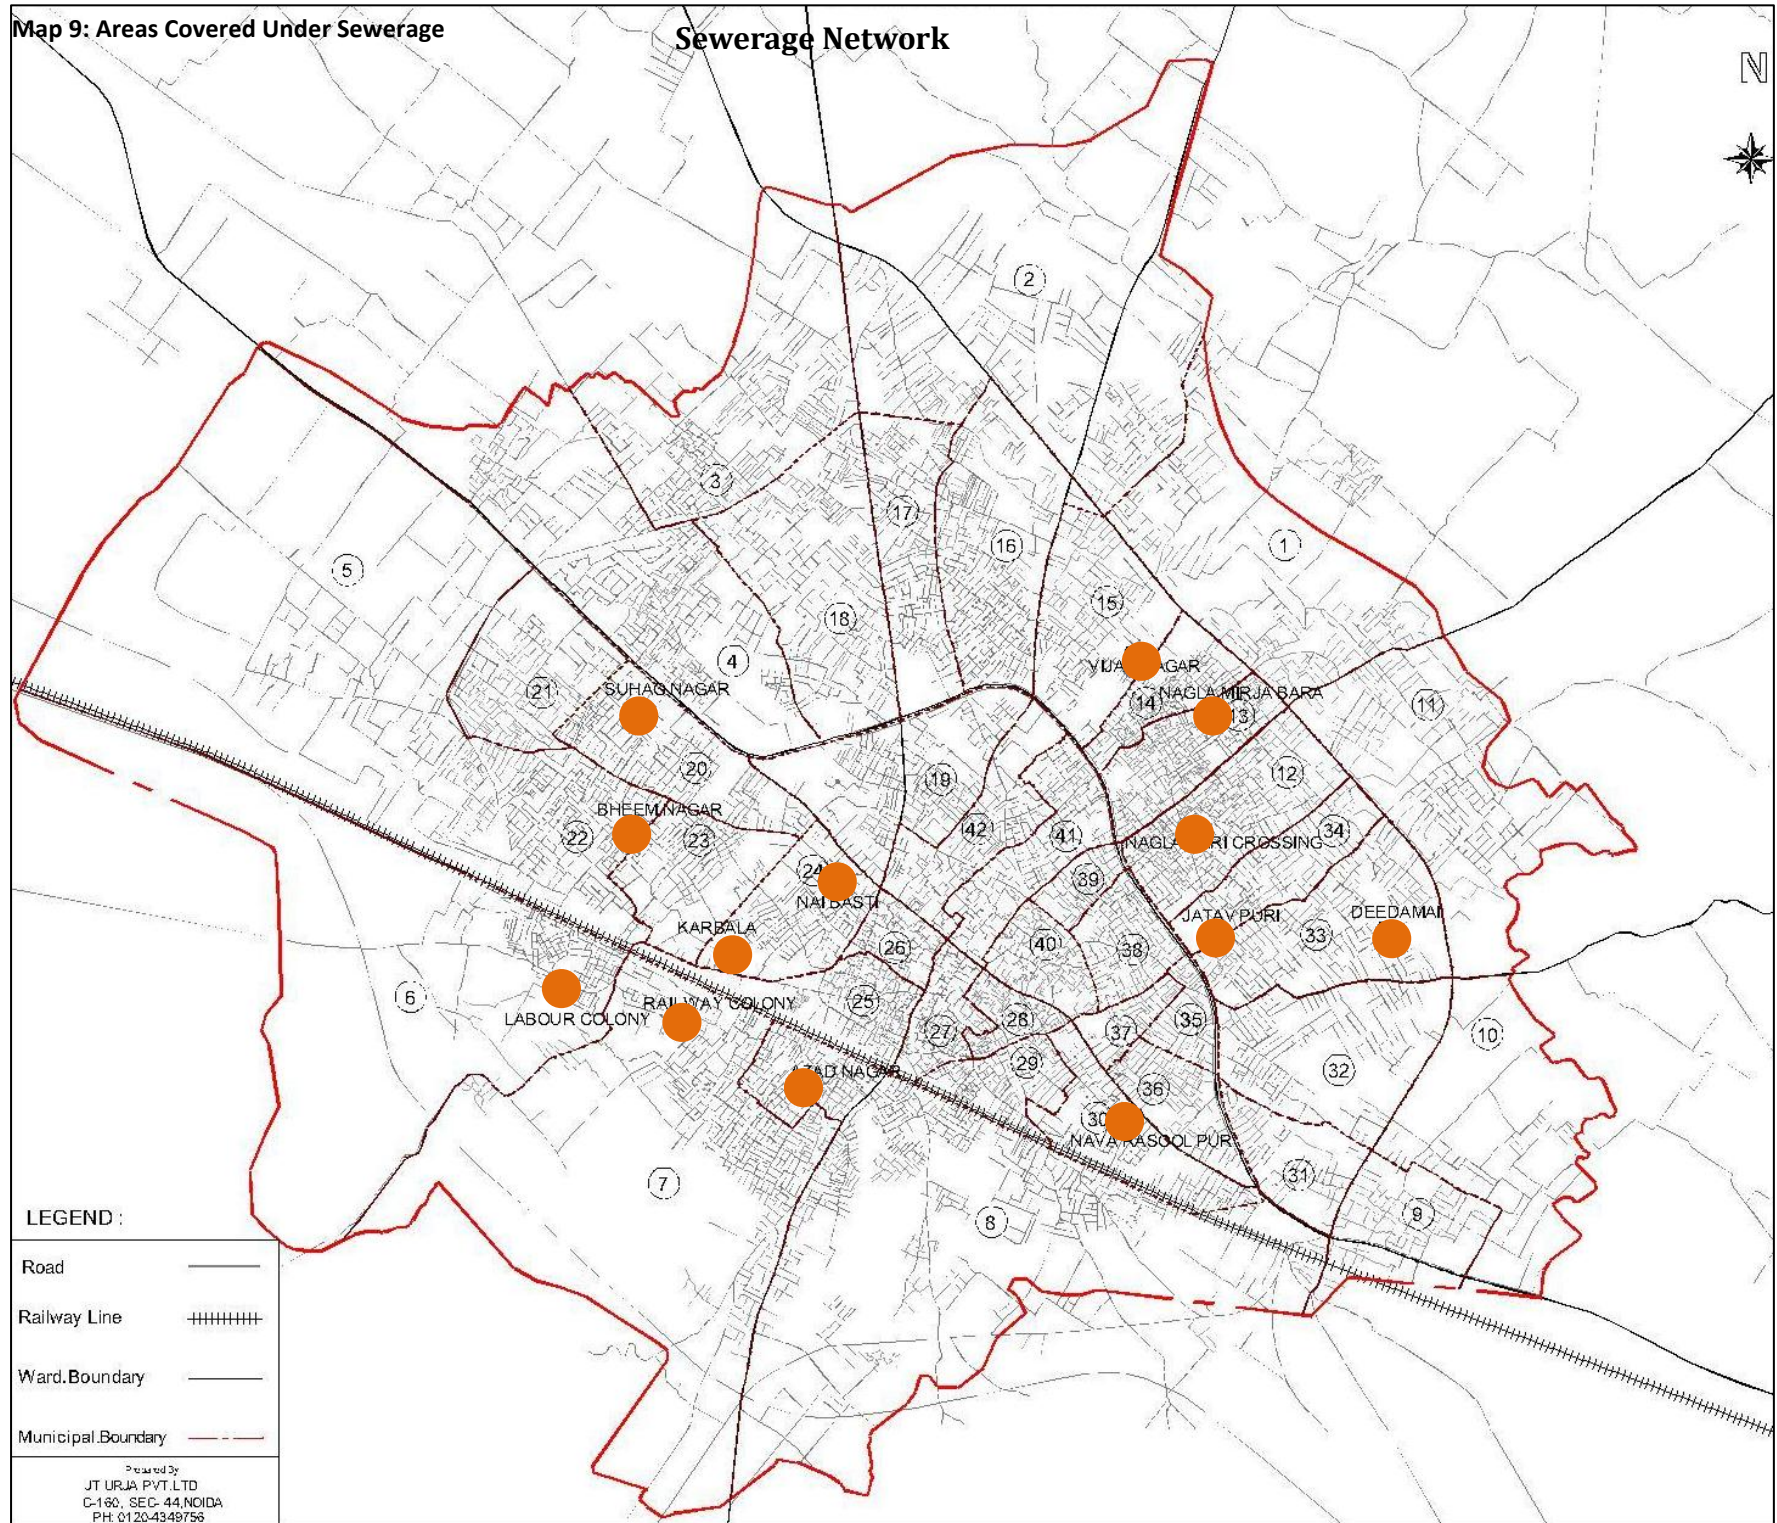 Map 9: Areas Covered Under Sewerage
Sewerage Network
N
2
3
17
16
5
1
15
18
4
21
SUHAG NAGAR
NAGLA MIRJA BARA
14
13
11
20
19
12
BHEEM NAGAR
22
23
42
41
34
CROSSING
24
39
NAI BASTI
KARBALA
JATAV PURI
DEEDAMAI
26
40
38
33
6
25
RAILWAY COLONY
LABOUR COLONY
27
28
37
35
10
29
32
NAGAR
36
30
NAVA RASOOL PUR
7
31
8
9
LEGEND :
Road
Railway Line
Ward.Boundary
Municipal.Boundary
Prepared By
JT URJA PVT.LTD
C-160, SEC- 44,NOIDA
PH: 0120-4349756